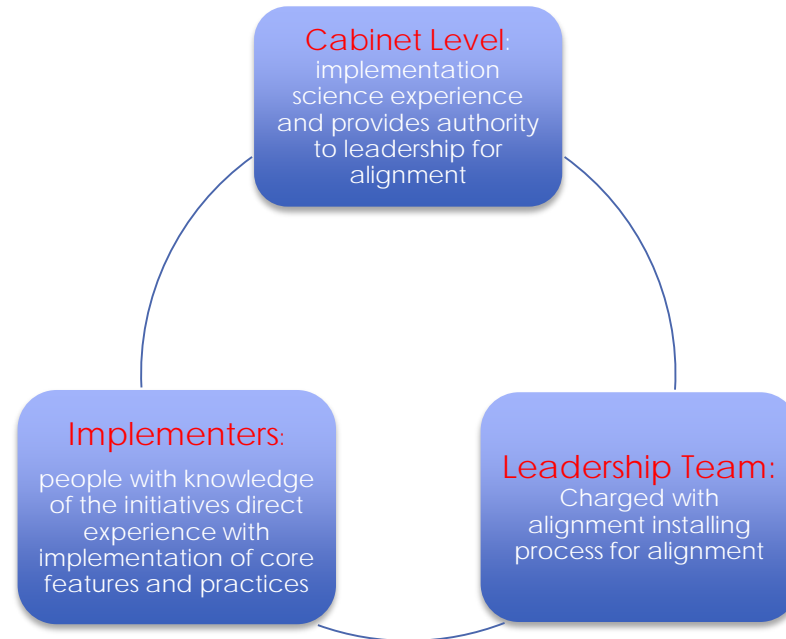 Cabinet Level:
implementation
science experience
and provides authority
to leadership for
alignment
Implementers:
people with knowledge
of the initiatives direct
experience with
implementation of core
features and practices
Leadership Team:
Charged with
alignment installing
process for alignment